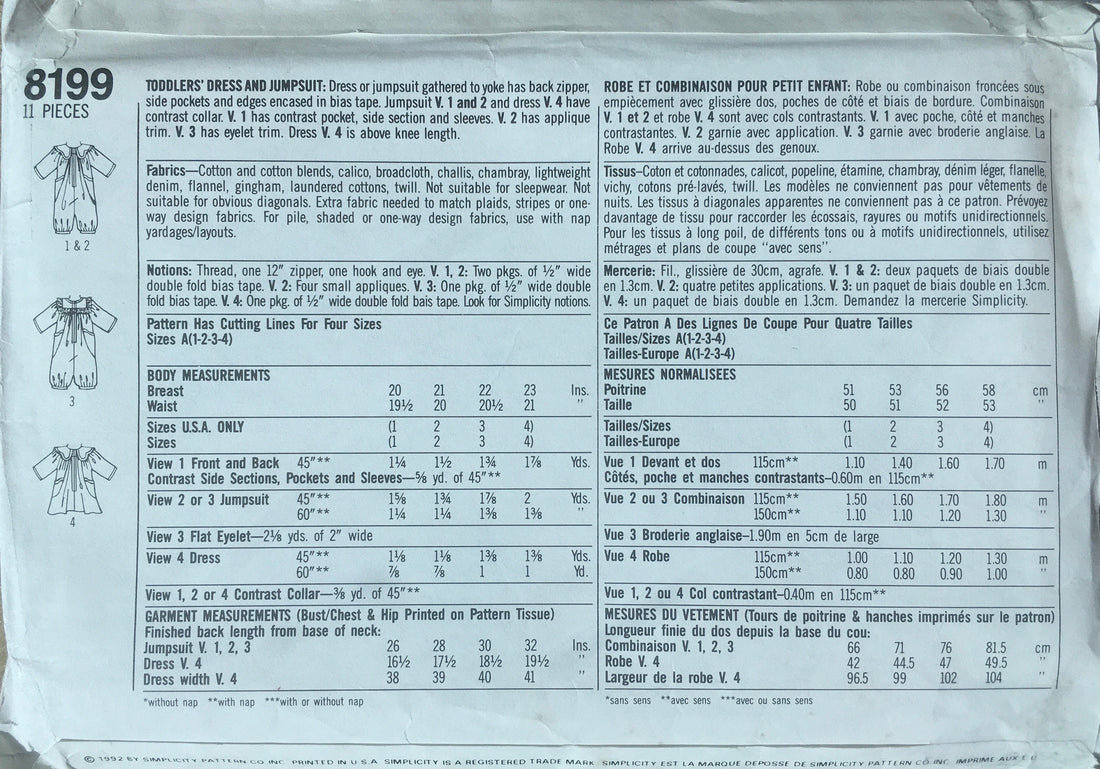 8199
11 PIECES
1 & 2
3
4
TODDLERS' DRESS AND JUMPSUIT: Dress or jumpsuit gathered to yoke has back zipper,
side pockets and edges encased in bias tape. Jumpsuit V. 1 and 2 and dress V. 4 have
contrast collar. V. 1 has contrast pocket, side section and sleeves. V. 2 has applique
trim. V. 3 has eyelet trim. Dress V. 4 is above knee length.
Fabrics—Cotton and cotton blends, calico, broadcloth, challis, chambray, lightweight
denim, flannel, gingham, laundered cottons, twill. Not suitable for sleepwear. Not
suitable for obvious diagonals. Extra fabric needed to match plaids, stripes or one-
way design fabrics. For pile, shaded or one-way design fabrics, use with nap
yardages/layouts.
Notions: Thread, one 12" zipper, one hook and eye. V. 1, 2: Two pkgs. of ½" wide
double fold bias tape. V. 2: Four small appliques. V. 3: One pkg. of ½" wide double
fold bias tape. V. 4: One pkg. of ½" wide double fold bais tape. Look for Simplicity notions.
Pattern Has Cutting Lines For Four Sizes
Sizes A(1-2-3-4)
BODY MEASUREMENTS
Breast 20 21 22 23 Ins.
Waist 19½ 20 20½ 21 "
Sizes U.S.A. ONLY (1 2 3 4)
Sizes (1 2 3 4)
View 1 Front and Back 45"** 1¼ 1½ 1¾ 1⅞ Yds.
Contrast Side Sections, Pockets and Sleeves—⅝ yd. of 45"**
View 2 or 3 Jumpsuit 45"** 1⅝ 1¾ 1⅞ 2 Yds.
60"** 1¼ 1¼ 1⅜ 1⅜ "
View 3 Flat Eyelet—2⅛ yds. of 2" wide
View 4 Dress 45"** 1⅛ 1⅛ 1⅜ 1⅜ Yds.
60"** ⅞ ⅞ 1 1 Yd.
View 1, 2 or 4 Contrast Collar—⅜ yd. of 45"**
GARMENT MEASUREMENTS (Bust/Chest & Hip Printed on Pattern Tissue)
Finished back length from base of neck:
Jumpsuit V. 1, 2, 3 26 28 30 32 Ins.
Dress V. 4 16½ 17½ 18½ 19½ "
Dress width V. 4 38 39 40 41 "
*without nap **with nap ***with or without nap
ROBE ET COMBINAISON POUR PETIT ENFANT: Robe ou combinaison froncées sous
empiècement avec glissière dos, poches de côté et biais de bordure. Combinaison
V. 1 et 2 et robe V. 4 sont avec cols contrastants. V. 1 avec poche, côté et manches
contrastantes. V. 2 garnie avec application. V. 3 garnie avec broderie anglaise. La
Robe V. 4 arrive au-dessus des genoux.
Tissus–Coton et cotonnades, calicot, popeline, étamine, chambray, dénim léger, flanelle,
vichy, cotons pré-lavés, twill. Les modèles ne conviennent pas pour vêtements de
nuits. Les tissus à diagonales apparentes ne conviennent pas à ce patron. Prévoyez
davantage de tissu pour raccorder les écossais, rayures ou motifs unidirectionnels.
Pour les tissus à long poil, de différents tons ou à motifs unidirectionnels, utilisez
métrages et plans de coupe "avec sens".
Mercerie: Fil., glissière de 30cm, agrafe. V. 1 & 2: deux paquets de biais double
en 1.3cm. V. 2: quatre petites applications. V. 3: un paquet de biais double en 1.3cm.
V. 4: un paquet de biais double en 1.3cm. Demandez la mercerie Simplicity.
Ce Patron A Des Lignes De Coupe Pour Quatre Tailles
Tailles/Sizes A(1-2-3-4)
Tailles-Europe A(1-2-3-4)
MESURES NORMALISEES
Poitrine 51 53 56 58 cm
Taille 50 51 52 53 "
Tailles/Sizes (1 2 3 4)
Tailles-Europe (1 2 3 4)
Vue 1 Devant et dos 115cm** 1.10 1.40 1.60 1.70 m
Côtés, poche et manches contrastants–0.60m en 115cm**
Vue 2 ou 3 Combinaison 115cm** 1.50 1.60 1.70 1.80 m
150cm** 1.10 1.10 1.20 1.30 "
Vue 3 Broderie anglaise–1.90m en 5cm de large
Vue 4 Robe 115cm** 1.00 1.10 1.20 1.30 m
150cm** 0.80 0.80 0.90 1.00 "
Vue 1, 2 ou 4 Col contrastant–0.40m en 115cm**
MESURES DU VETEMENT (Tours de poitrine & hanches imprimés sur le patron)
Longueur finie du dos depuis la base du cou:
Combinaison V. 1, 2, 3 66 71 76 81.5 cm
Robe V. 4 42 44.5 47 49.5 "
Largeur de la robe V. 4 96.5 99 102 104 "
*sans sens **avec sens ***avec ou sans sens
© 1992 BY SIMPLICITY PATTERN CO INC. PRINTED IN U S A SIMPLICITY IS A REGISTERED TRADE MARK SIMPLICITY EST LA MARQUE DEPOSSE DE SIMPLICITY PATTERN CO INC IMPRIME AUX E U